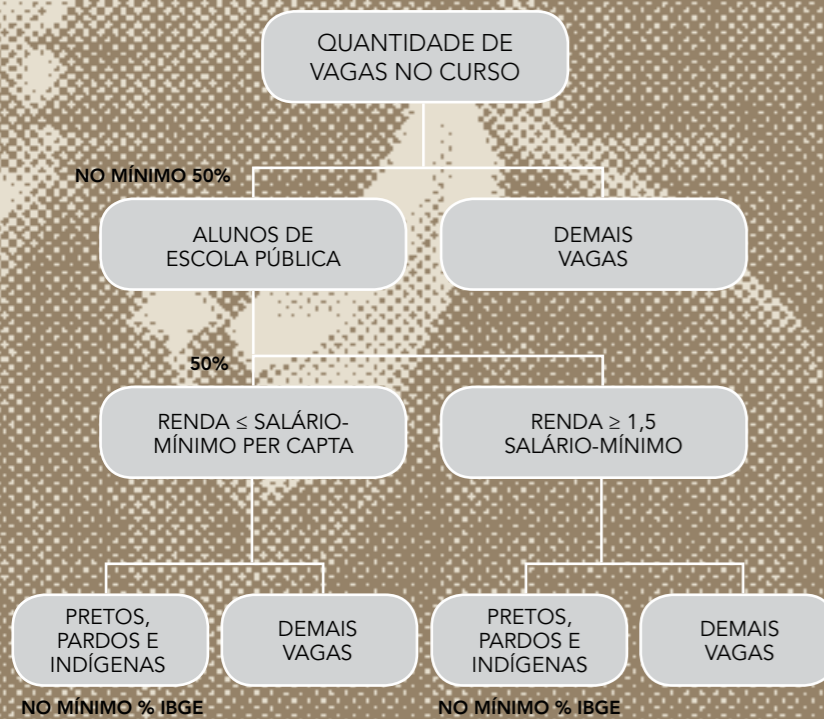 QUANTIDADE DE
VAGAS NO CURSO
NO MÍNIMO 50%
ALUNOS DE
ESCOLA PÚBLICA
DEMAIS
VAGAS
50%
RENDA ≤ SALÁRIO-
MÍNIMO PER CAPTA
RENDA ≥ 1,5
SALÁRIO-MÍNIMO
PRETOS,
PARDOS E
INDÍGENAS
DEMAIS
VAGAS
PRETOS,
PARDOS E
INDÍGENAS
DEMAIS
VAGAS
NO MÍNIMO % IBGE
NO MÍNIMO % IBGE